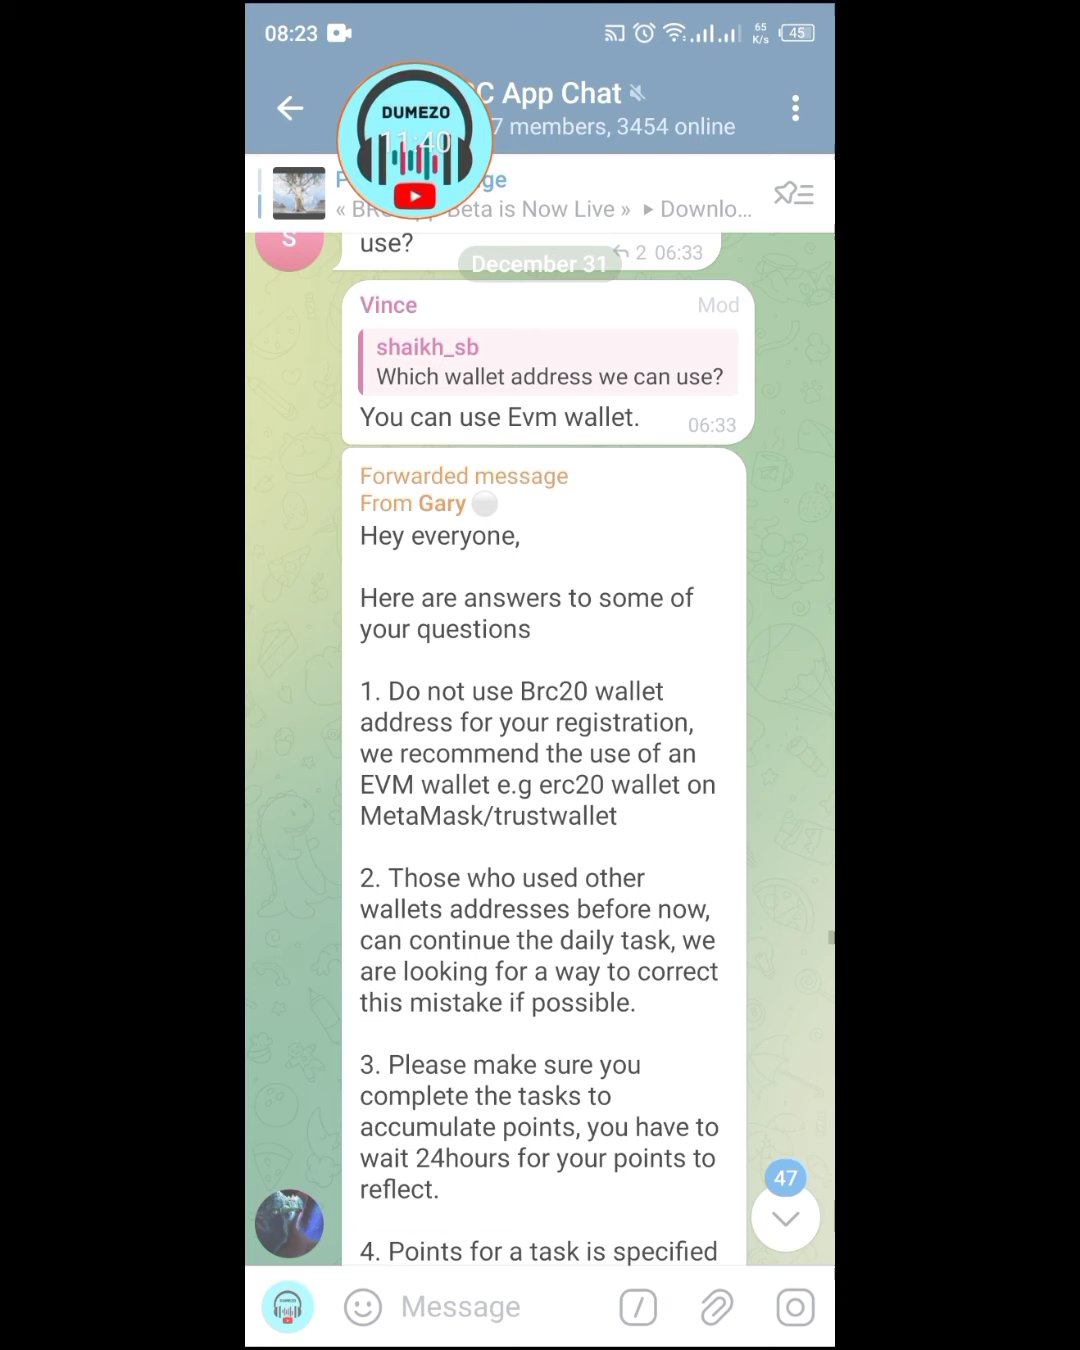 08:23
65
K/s
45
DUMEZO
11:40
C App Chat
7 members, 3454 online
P
ge
« BR
Beta is Now Live » ▸ Downlo...
S
use?
2 06:33
December 31
Vince
Mod
shaikh_sb
Which wallet address we can use?
You can use Evm wallet.
06:33
Forwarded message
From Gary
Hey everyone,
Here are answers to some of
your questions
1. Do not use Brc20 wallet
address for your registration,
we recommend the use of an
EVM wallet e.g erc20 wallet on
MetaMask/trustwallet
2. Those who used other
wallets addresses before now,
can continue the daily task, we
are looking for a way to correct
this mistake if possible.
3. Please make sure you
complete the tasks to
accumulate points, you have to
wait 24hours for your points to
reflect.
47
4. Points for a task is specified
DUMEZO
Message